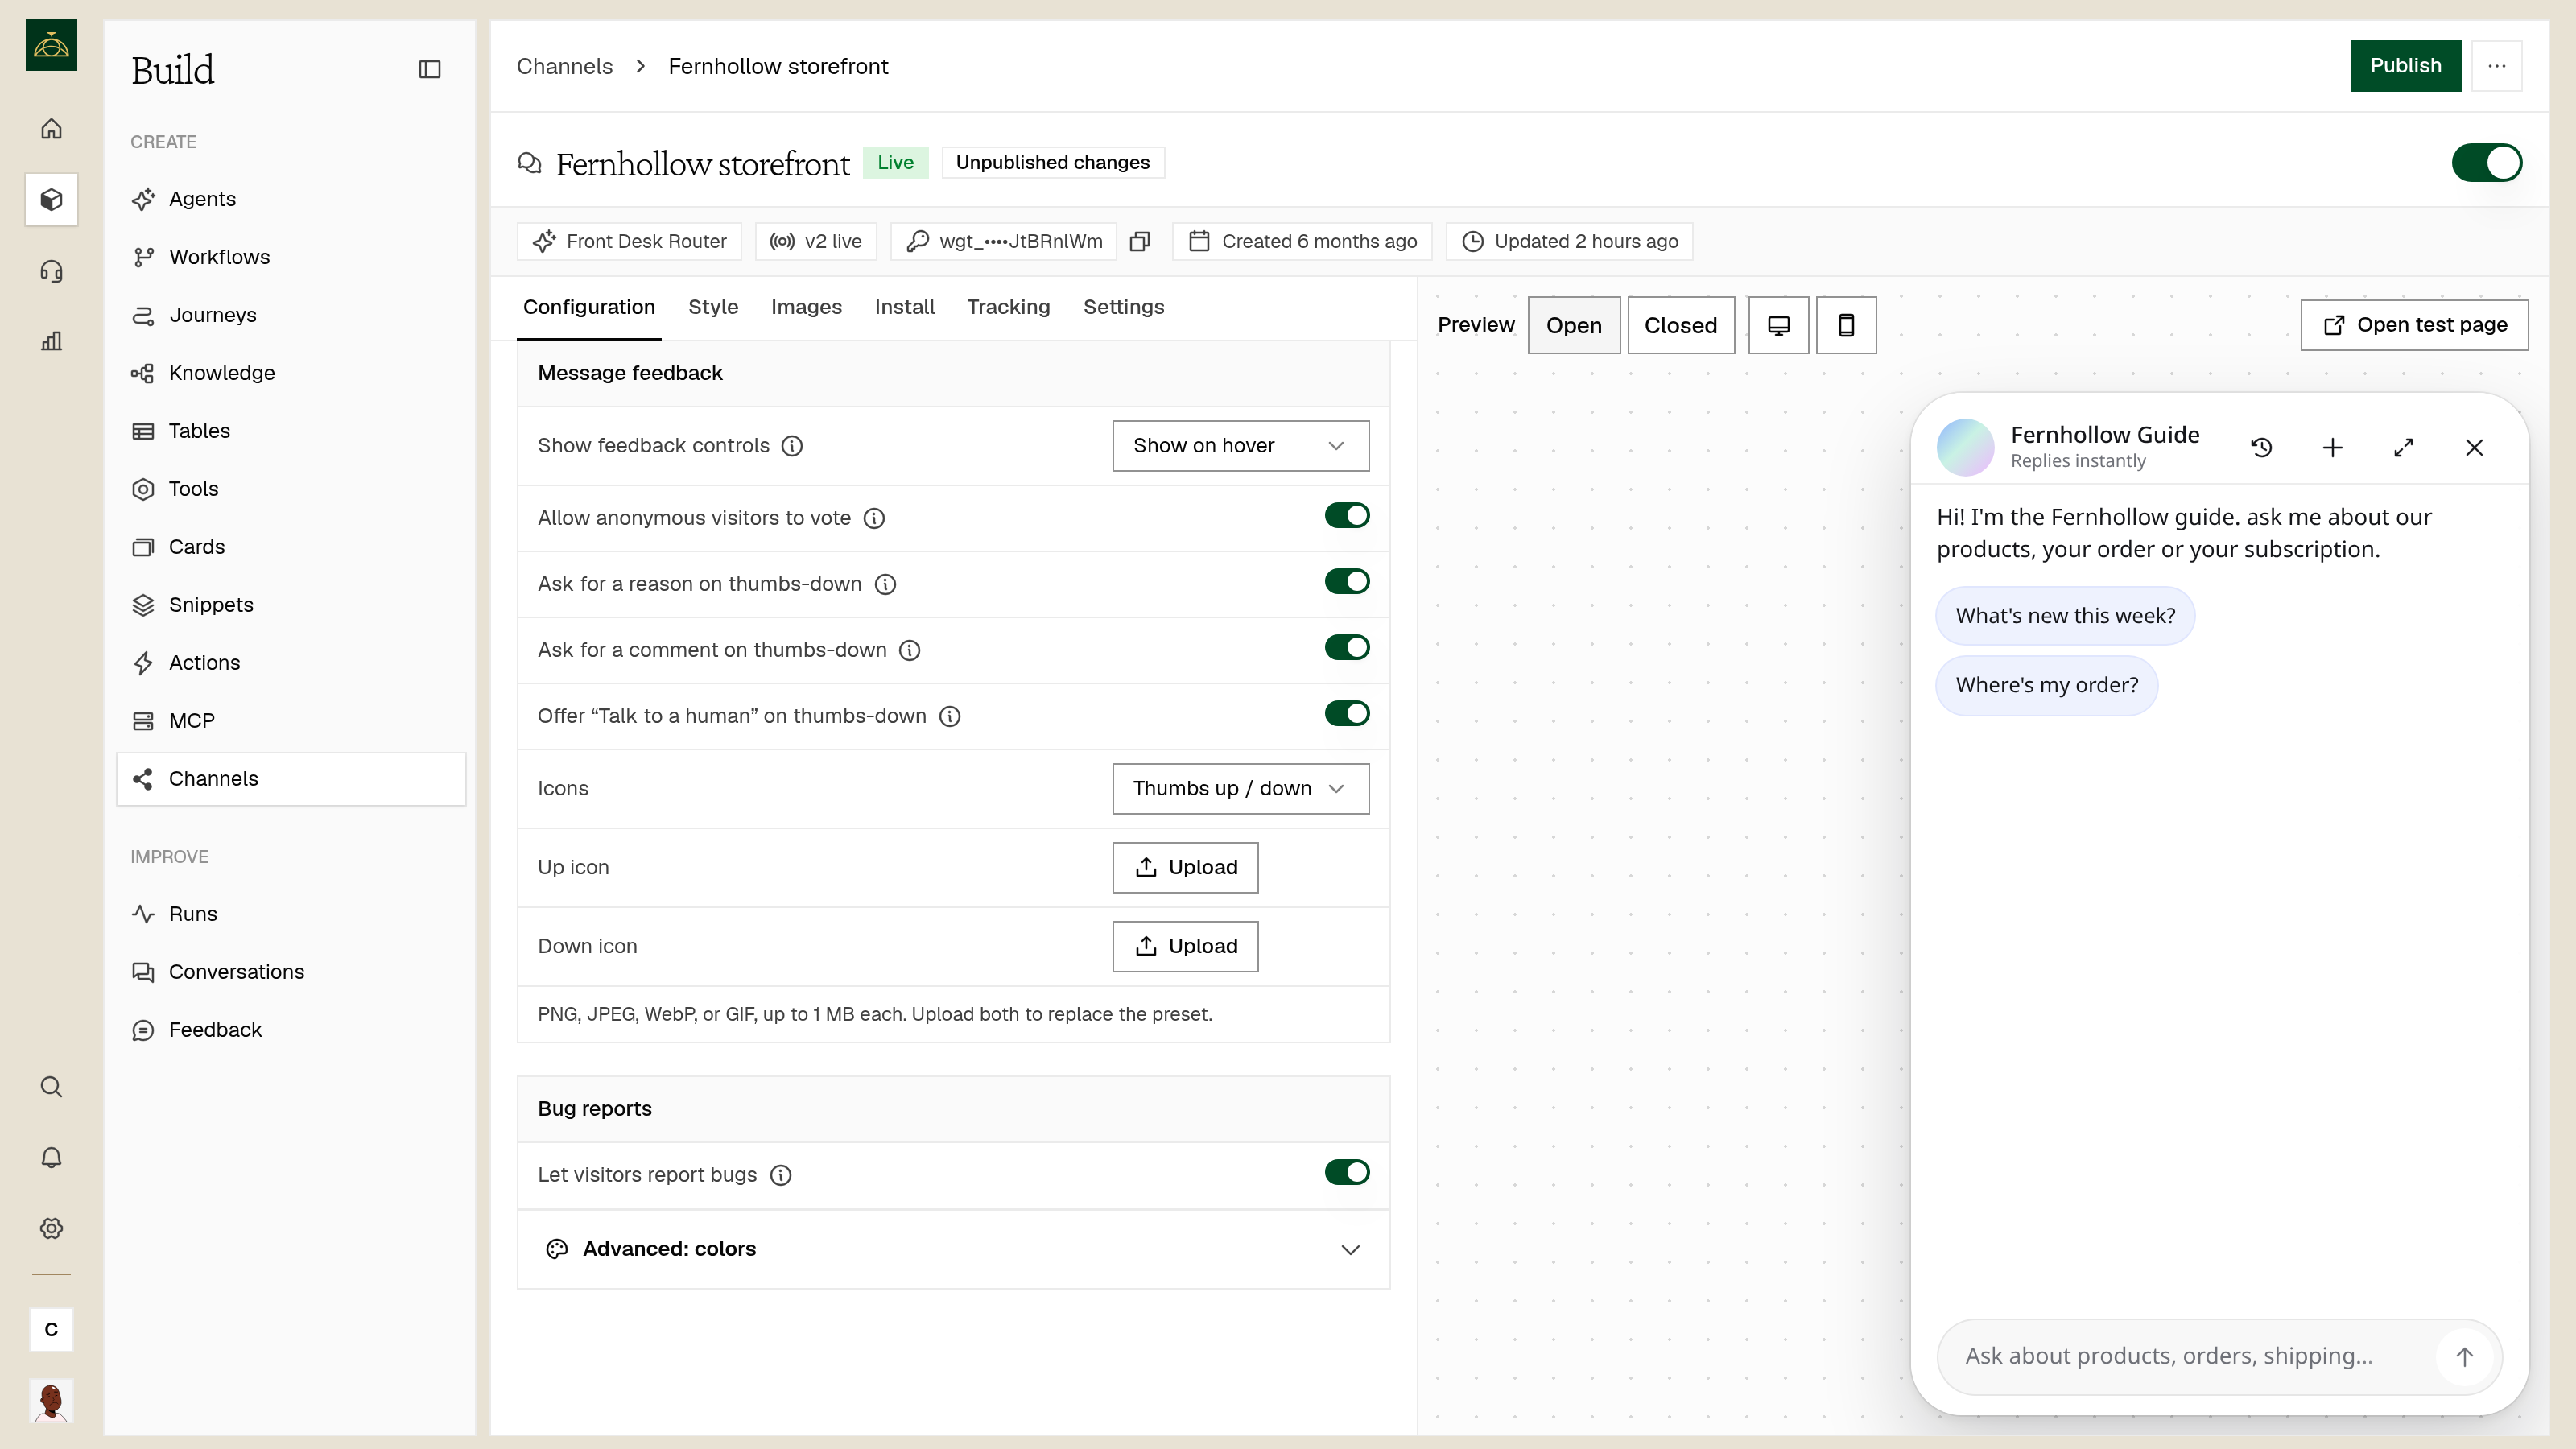 Build
CREATE
Agents
Workflows
Journeys
Knowledge
Tables
Tools
Cards
Snippets
Actions
MCP
Channels
IMPROVE
Runs
Conversations
Feedback
C
Channels > Fernhollow storefront
Publish
Fernhollow storefront Live Unpublished changes
Front Desk Router v2 live wgt_••••JtBRnlWm Created 6 months ago Updated 2 hours ago
Configuration Style Images Install Tracking Settings
Message feedback
Show feedback controls Show on hover
Allow anonymous visitors to vote
Ask for a reason on thumbs-down
Ask for a comment on thumbs-down
Offer “Talk to a human” on thumbs-down
Icons Thumbs up / down
Up icon Upload
Down icon Upload
PNG, JPEG, WebP, or GIF, up to 1 MB each. Upload both to replace the preset.
Bug reports
Let visitors report bugs
Advanced: colors
Preview Open Closed Open test page
Fernhollow Guide
Replies instantly
Hi! I'm the Fernhollow guide. ask me about our
products, your order or your subscription.
What's new this week?
Where's my order?
Ask about products, orders, shipping...